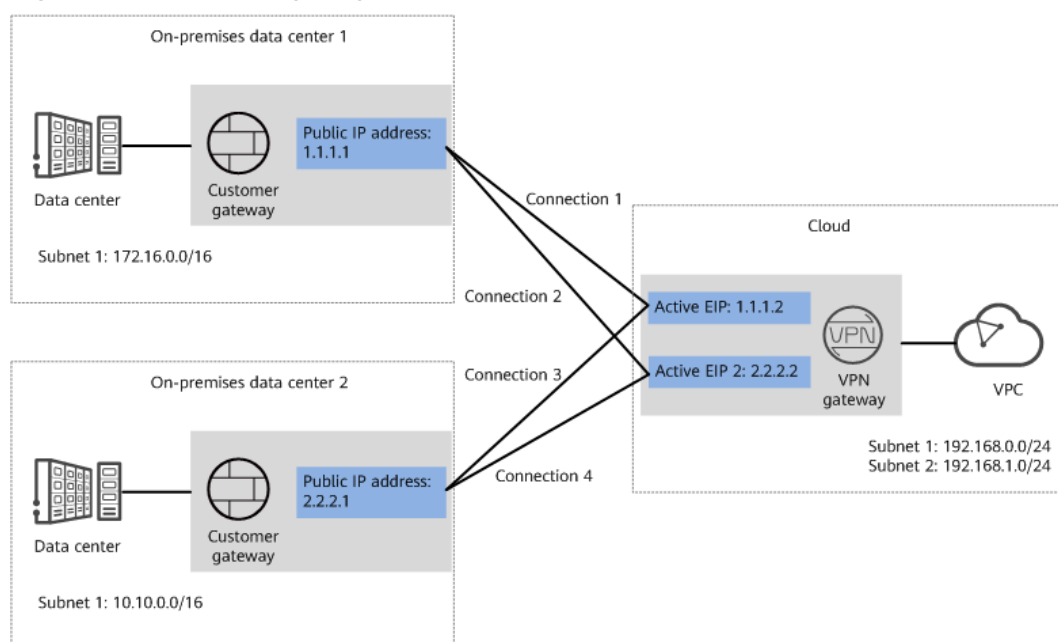 On-premises data center 1
Public IP address:
1.1.1.1
Data center
Customer
gateway
Subnet 1: 172.16.0.0/16
Connection 1
Connection 2
Connection 3
Connection 4
Cloud
Active EIP: 1.1.1.2
Active EIP 2: 2.2.2.2
VPN
VPN
gateway
VPC
Subnet 1: 192.168.0.0/24
Subnet 2: 192.168.1.0/24
On-premises data center 2
Public IP address:
2.2.2.1
Data center
Customer
gateway
Subnet 1: 10.10.0.0/16